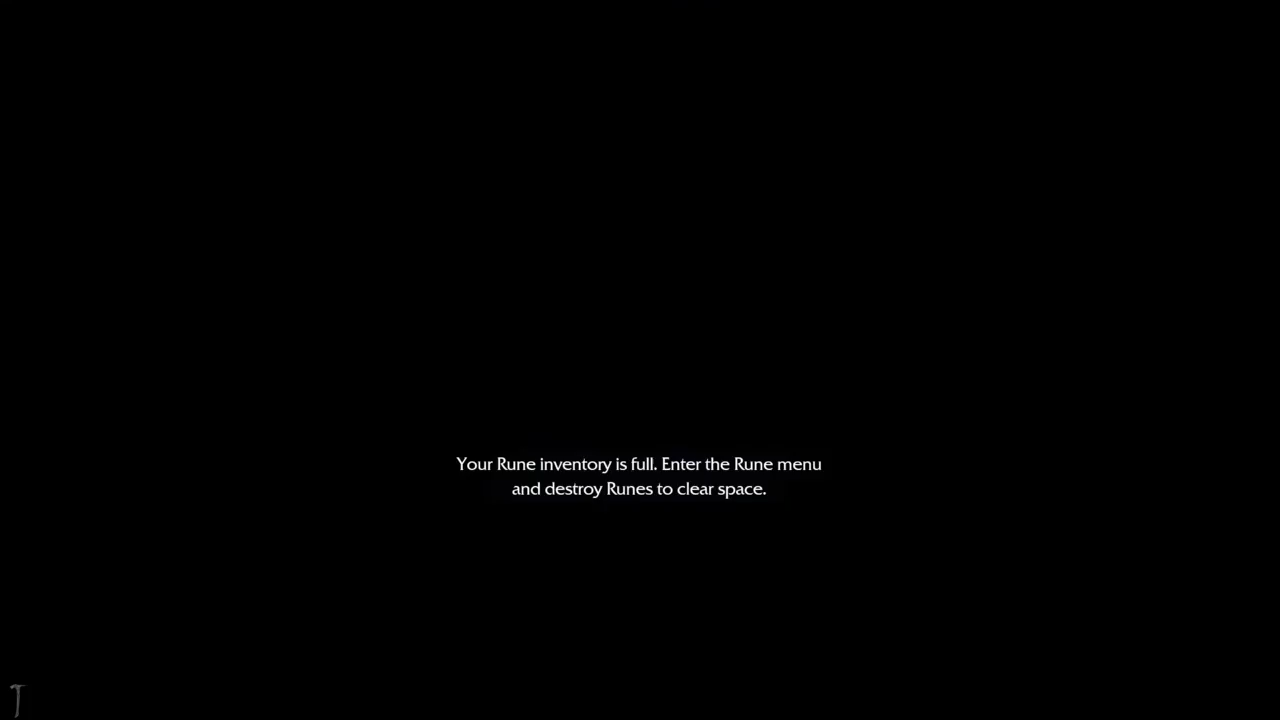 Your Rune inventory is full. Enter the Rune menu
and destroy Runes to clear space.